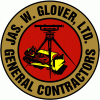 JAS. W. GLOVER, LTD.
GENERAL CONTRACTORS